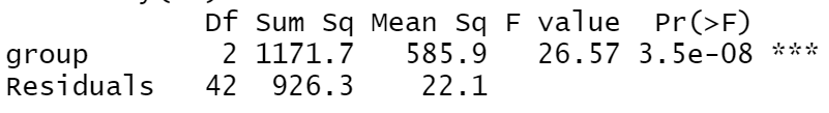 Df Sum Sq Mean Sq F value Pr(>F)
group 2 1171.7 585.9 26.57 3.5e-08 ***
Residuals 42 926.3 22.1